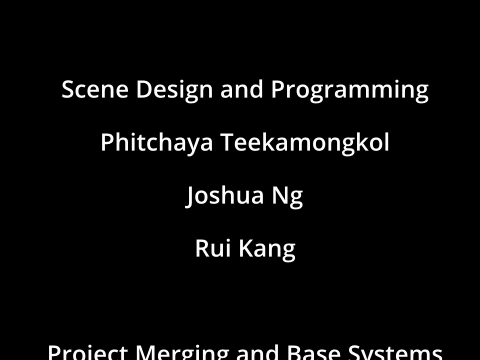 Scene Design and Programming
Phitchaya Teekamongkol
Joshua Ng
Rui Kang
Project Merging and Base Systems